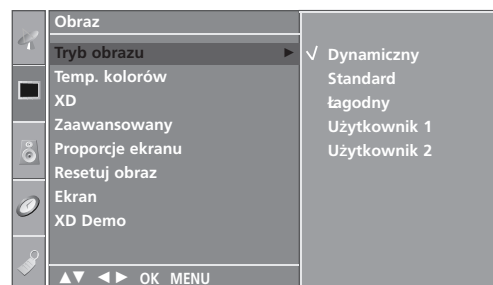 Obraz
Tryb obrazu ►
Temp. kolorów
XD
Zaawansowany
Proporcje ekranu
Resetuj obraz
Ekran
XD Demo
√ Dynamiczny
Standard
Łagodny
Użytkownik 1
Użytkownik 2
▲▼ ◄► OK MENU